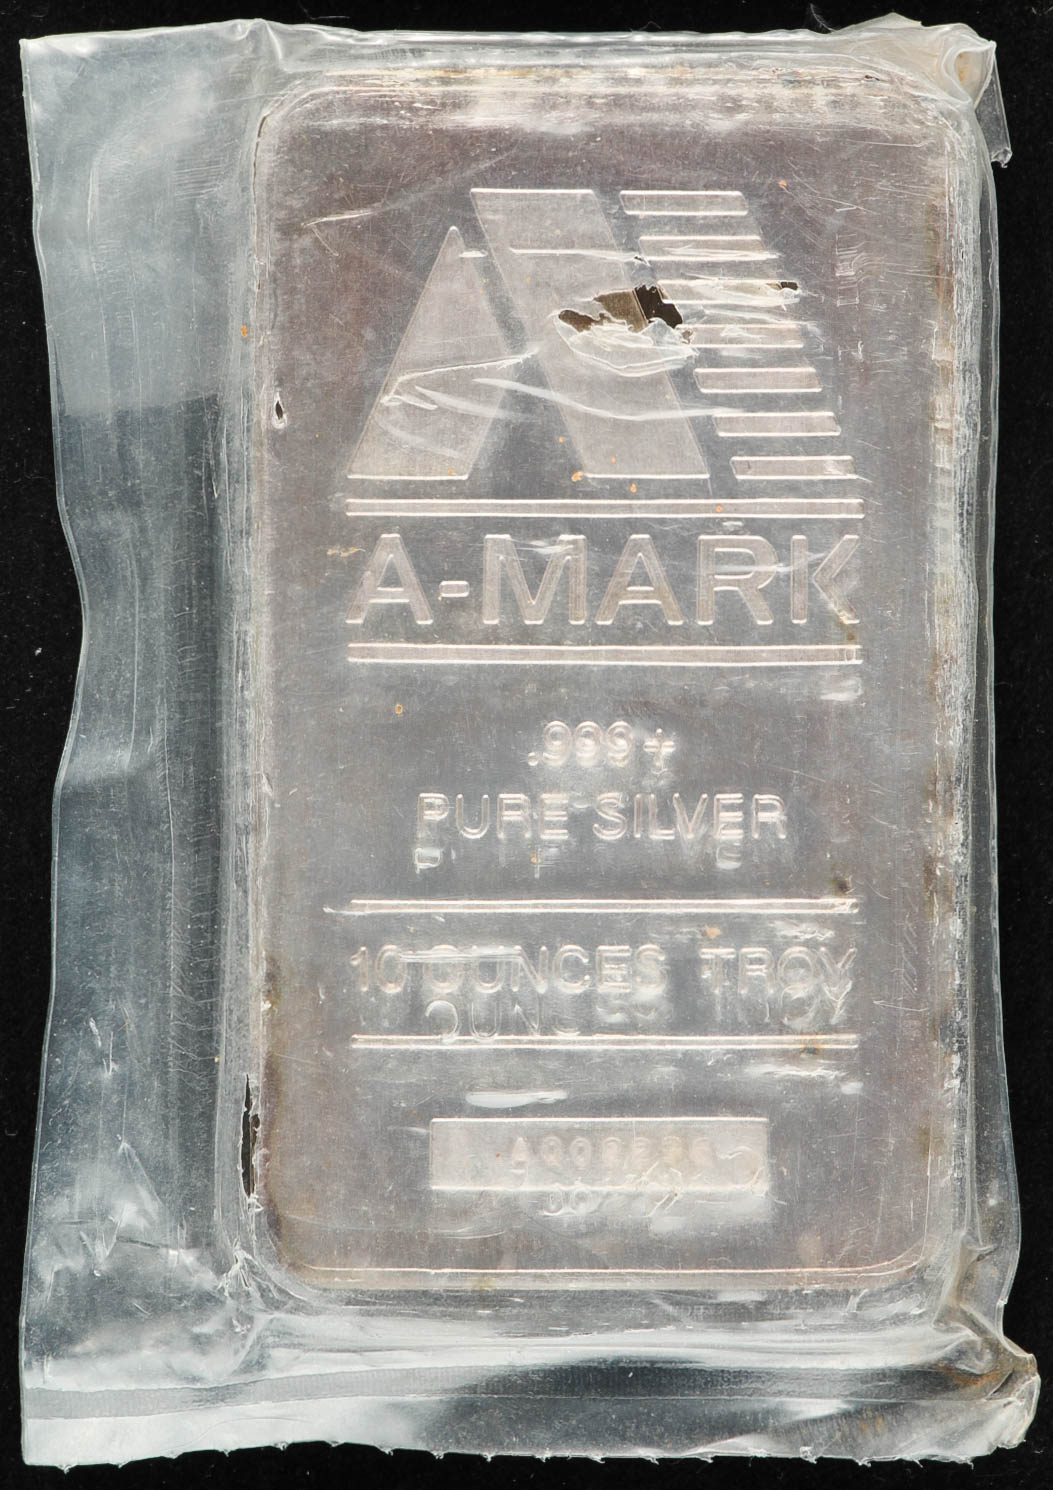 A-MARK
.999+
PURE SILVER
10 OUNCES TROY